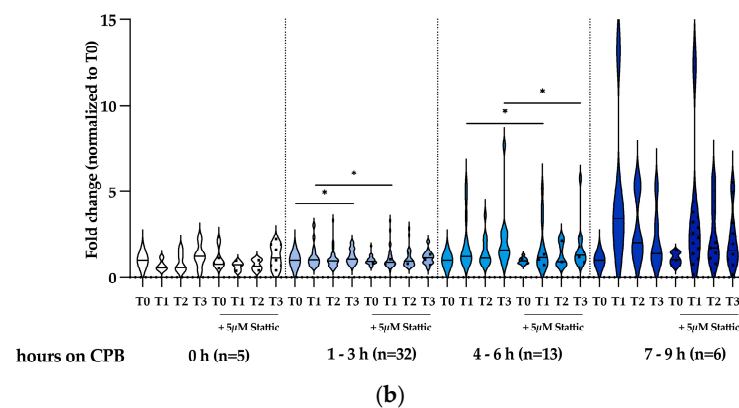 Fold change (normalized to T0)
15
10
5
0
*
*
*
*
T0 T1 T2 T3 T0 T1 T2 T3 T0 T1 T2 T3 T0 T1 T2 T3 T0 T1 T2 T3 T0 T1 T2 T3 T0 T1 T2 T3 T0 T1 T2 T3
+ 5µM Stattic + 5µM Stattic + 5µM Stattic + 5µM Stattic
hours on CPB 0 h (n=5) 1 - 3 h (n=32) 4 - 6 h (n=13) 7 - 9 h (n=6)
(b)